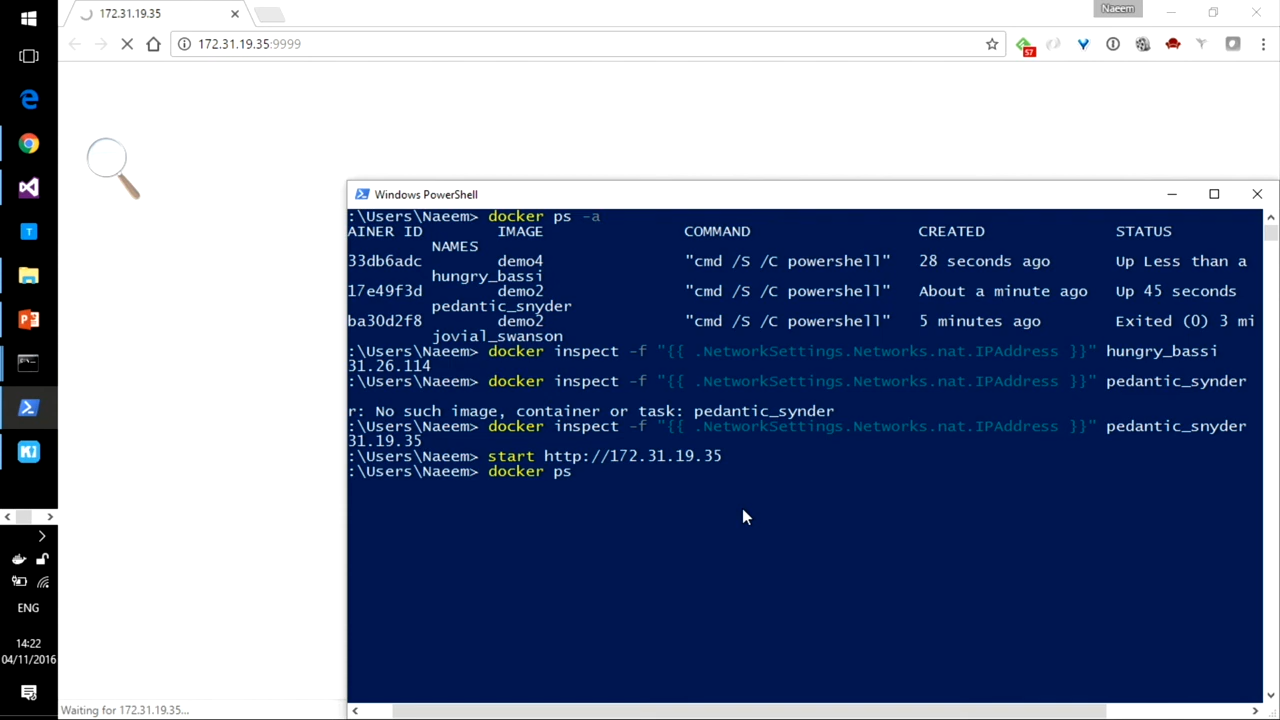 172.31.19.35
Naeem
172.31.19.35:9999
57
Windows PowerShell
:\Users\Naeem> docker ps -a
AINER ID IMAGE COMMAND CREATED STATUS
NAMES
33db6adc demo4 "cmd /S /C powershell" 28 seconds ago Up Less than a
hungry_bassi
17e49f3d demo2 "cmd /S /C powershell" About a minute ago Up 45 seconds
pedantic_snyder
ba30d2f8 demo2 "cmd /S /C powershell" 5 minutes ago Exited (0) 3 mi
jovial_swanson
:\Users\Naeem> docker inspect -f "{{ .NetworkSettings.Networks.nat.IPAddress }}" hungry_bassi
31.26.114
:\Users\Naeem> docker inspect -f "{{ .NetworkSettings.Networks.nat.IPAddress }}" pedantic_synder
r: No such image, container or task: pedantic_synder
:\Users\Naeem> docker inspect -f "{{ .NetworkSettings.Networks.nat.IPAddress }}" pedantic_snyder
31.19.35
:\Users\Naeem> start http://172.31.19.35
:\Users\Naeem> docker ps
ENG
14:22
04/11/2016
Waiting for 172.31.19.35...